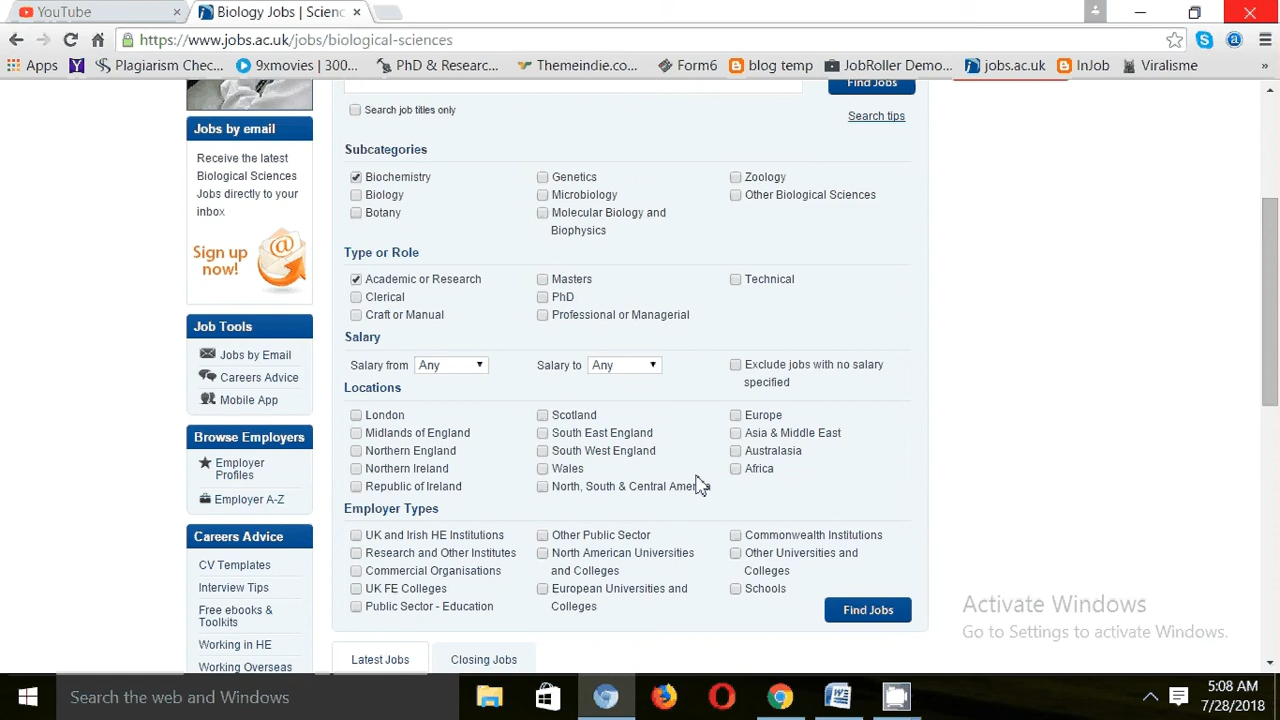 YouTube
Biology Jobs | Scienc
https://www.jobs.ac.uk/jobs/biological-sciences
Apps
Plagiarism Chec...
9xmovies | 300...
PhD & Researc...
Themeindie.co...
Form6
blog temp
JobRoller Demo...
jobs.ac.uk
InJob
Viralisme
»
Find Jobs
Search job titles only
Search tips
Jobs by email
Receive the latest
Biological Sciences
Jobs directly to your
inbox
Sign up
now!
Subcategories
Biochemistry
Genetics
Zoology
Biology
Microbiology
Other Biological Sciences
Botany
Molecular Biology and
Biophysics
Type or Role
Academic or Research
Masters
Technical
Clerical
PhD
Craft or Manual
Professional or Managerial
Salary
Salary from
Any
Salary to
Any
Exclude jobs with no salary
specified
Locations
London
Scotland
Europe
Midlands of England
South East England
Asia & Middle East
Northern England
South West England
Australasia
Northern Ireland
Wales
Africa
Republic of Ireland
North, South & Central America
Employer Types
UK and Irish HE Institutions
Other Public Sector
Commonwealth Institutions
Research and Other Institutes
North American Universities
and Colleges
Other Universities and
Colleges
Commercial Organisations
UK FE Colleges
European Universities and
Colleges
Schools
Public Sector - Education
Find Jobs
Latest Jobs
Closing Jobs
Job Tools
Jobs by Email
Careers Advice
Mobile App
Browse Employers
Employer
Profiles
Employer A-Z
Careers Advice
CV Templates
Interview Tips
Free ebooks &
Toolkits
Working in HE
Working Overseas
Activate Windows
Go to Settings to activate Windows.
Search the web and Windows
5:08 AM
7/28/2018